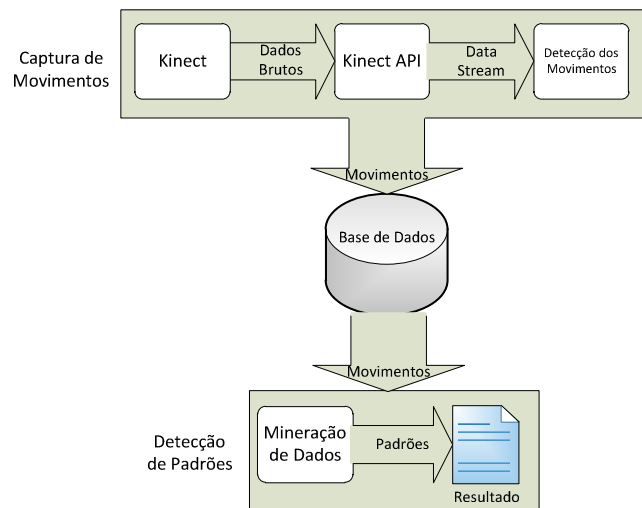 Captura de
Movimentos
Kinect
Dados
Brutos
Kinect API
Data
Stream
Detecção dos
Movimentos
Movimentos
Base de Dados
Movimentos
Detecção
de Padrões
Mineração
de Dados
Padrões
Resultado